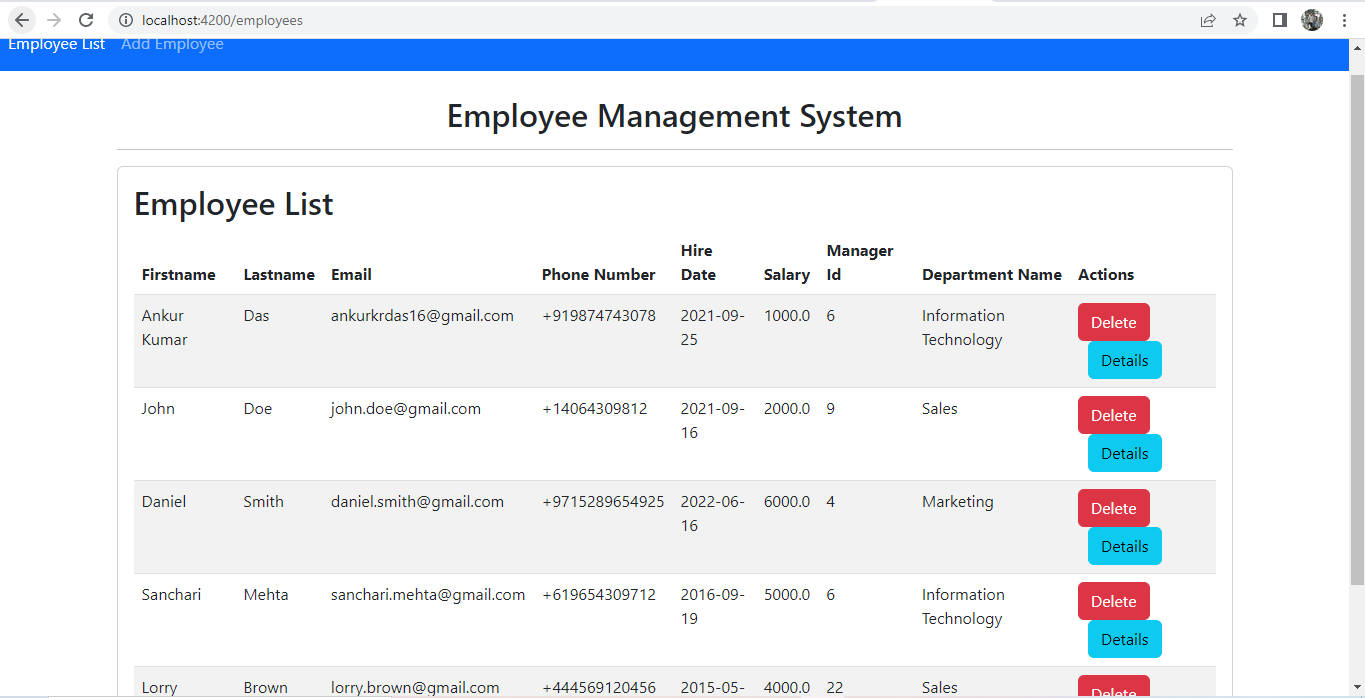 localhost:4200/employees
Employee List Add Employee
Employee Management System
Employee List
Firstname Lastname Email Phone Number Hire Date Salary Manager Id Department Name Actions
Ankur Kumar Das ankurkrdas16@gmail.com +919874743078 2021-09-25 1000.0 6 Information Technology Delete Details
John Doe john.doe@gmail.com +14064309812 2021-09-16 2000.0 9 Sales Delete Details
Daniel Smith daniel.smith@gmail.com +9715289654925 2022-06-16 6000.0 4 Marketing Delete Details
Sanchari Mehta sanchari.mehta@gmail.com +619654309712 2016-09-19 5000.0 6 Information Technology Delete Details
Lorry Brown lorry.brown@gmail.com +444569120456 2015-05- 4000.0 22 Sales Delete